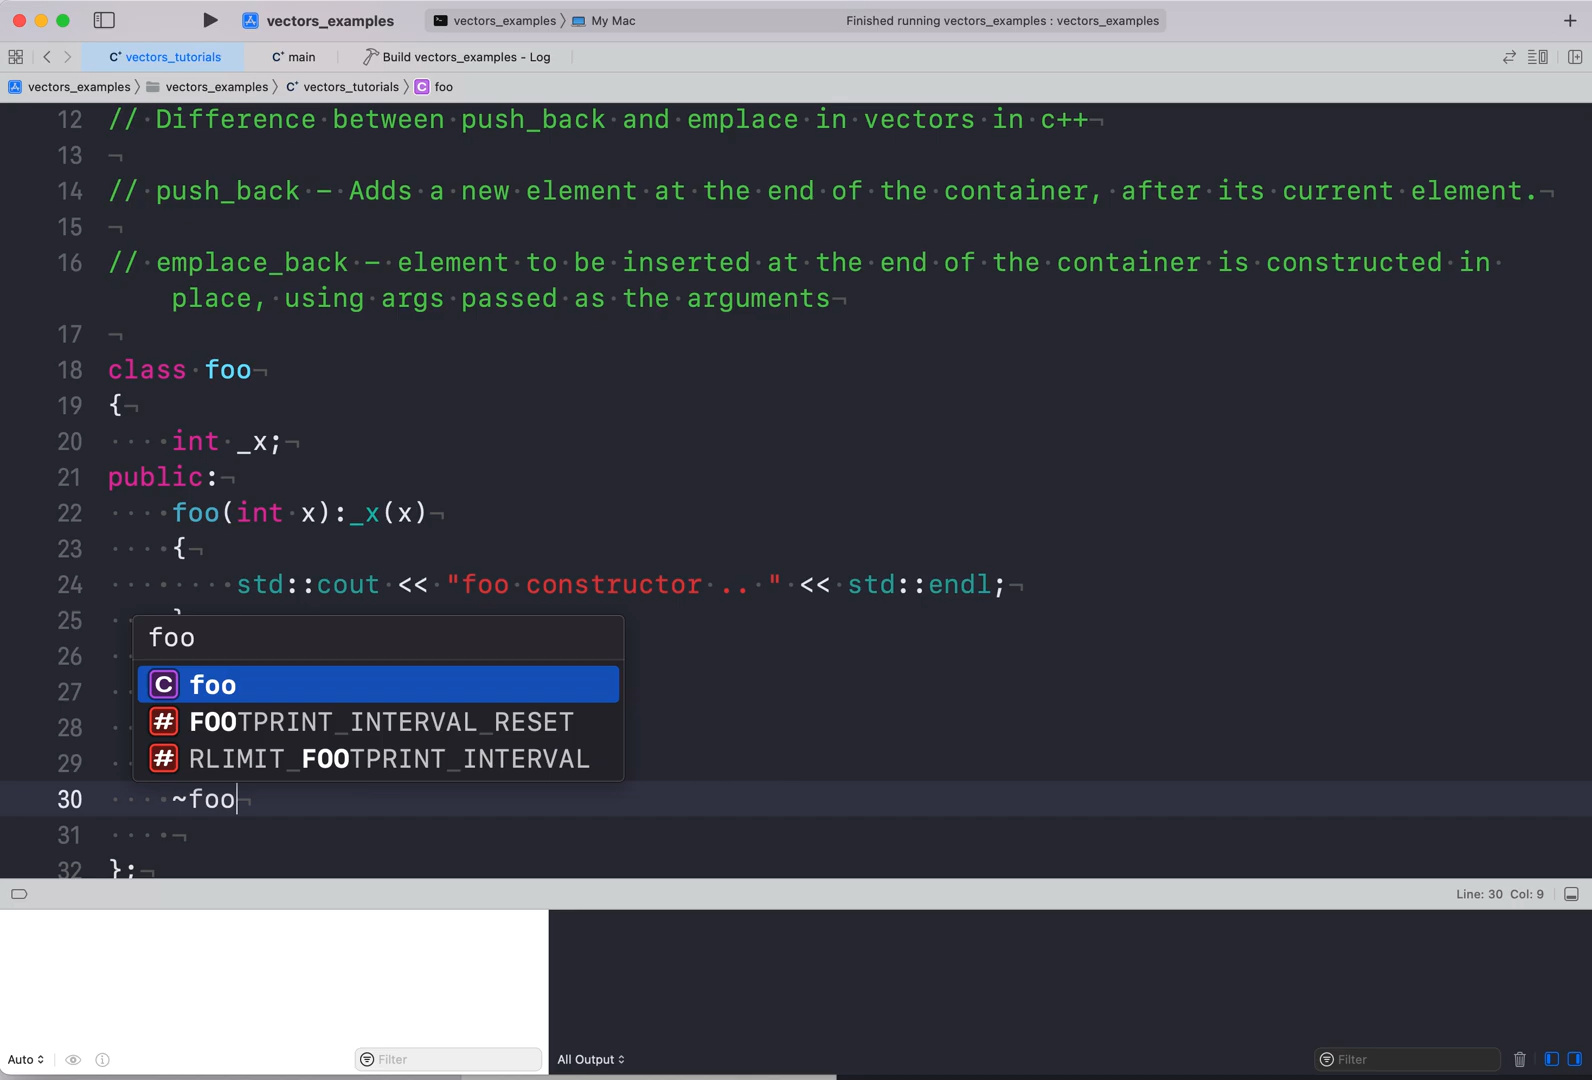 vectors_examples
vectors_examples 〉 My Mac
Finished running vectors_examples : vectors_examples
vectors_tutorials
main
Build vectors_examples - Log
vectors_examples 〉 vectors_examples 〉 vectors_tutorials 〉 C foo
12 // Difference between push_back and emplace in vectors in c++
13
14 // push_back – Adds a new element at the end of the container, after its current element.
15
16 // emplace_back – element to be inserted at the end of the container is constructed in
place, using args passed as the arguments
17
18 class foo
19 {
20 int _x;
21 public:
22 foo(int x):_x(x)
23 {
24 std::cout << "foo constructor .. " << std::endl;
25
26
27
28
29
foo
C foo
# FOOTPRINT_INTERVAL_RESET
# RLIMIT_FOOTPRINT_INTERVAL
30 ~foo
31
32 };
Line: 30 Col: 9
Auto
Filter
All Output
Filter